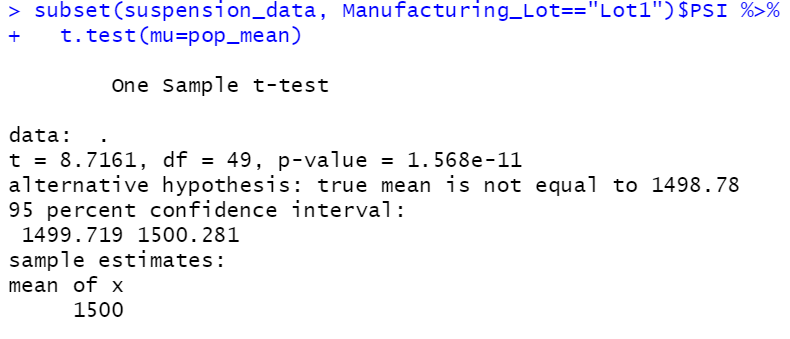 > subset(suspension_data, Manufacturing_Lot=="Lot1")$PSI %>%
+   t.test(mu=pop_mean)
One Sample t-test
data:  .
t = 8.7161, df = 49, p-value = 1.568e-11
alternative hypothesis: true mean is not equal to 1498.78
95 percent confidence interval:
1499.719 1500.281
sample estimates:
mean of x
1500